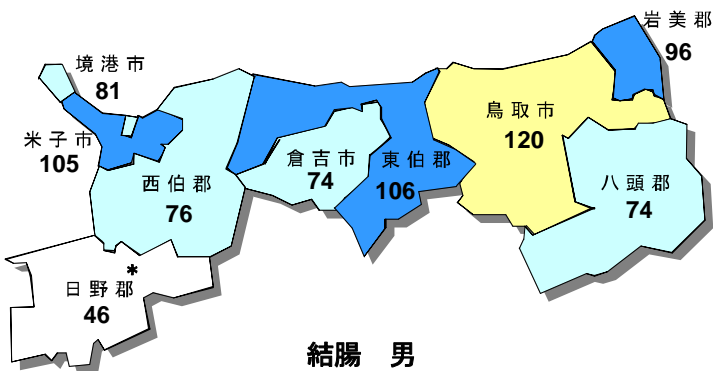 岩美郡
96
境港市
81
鳥取市
120
米子市
105
倉吉市
74
東伯郡
106
西伯郡
76
八頭郡
74
*
日野郡
46
結腸　男